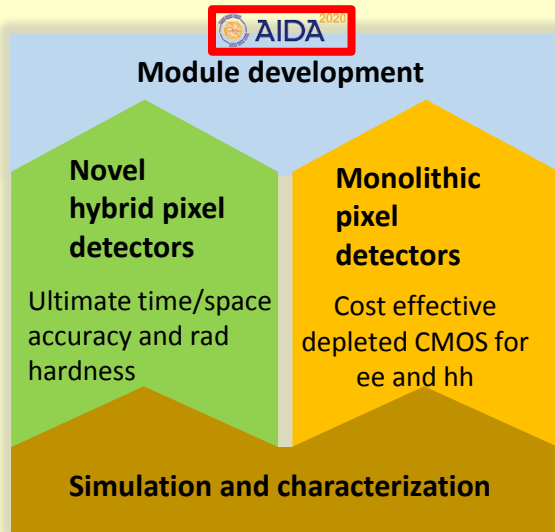 AIDA 2020
Module development
Novel
hybrid pixel
detectors
Ultimate time/space
accuracy and rad
hardness
Monolithic
pixel
detectors
Cost effective
depleted CMOS for
ee and hh
Simulation and characterization